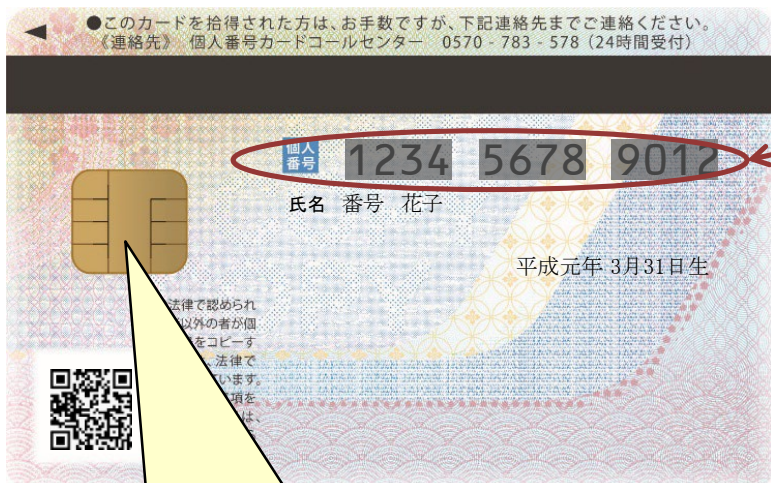 ●このカードを拾得された方は、お手数ですが、下記連絡先までご連絡ください。
《連絡先》 個人番号カードコールセンター 0570 - 783 - 578 (24時間受付)
個人
番号
1234 5678 9012
氏名 番号 花子
平成元年 3月31日生
法律で認められ
以外の者が個
をコピーす
法律で
います。
項を
は、